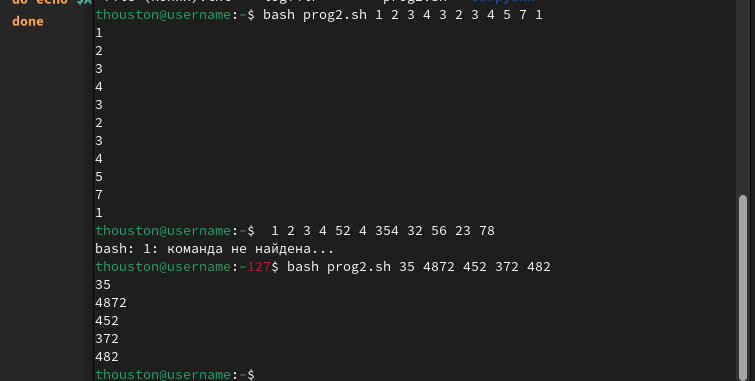 do echo $A
done
thouston@username:~$ bash prog2.sh 1 2 3 4 3 2 3 4 5 7 1
1
2
3
4
3
2
3
4
5
7
1
thouston@username:~$  1 2 3 4 52 4 354 32 56 23 78
bash: 1: команда не найдена...
thouston@username:~127$ bash prog2.sh 35 4872 452 372 482
35
4872
452
372
482
thouston@username:~$